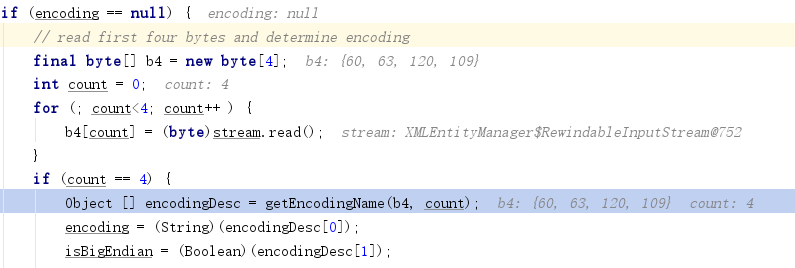 if (encoding == null) {  encoding: null
// read first four bytes and determine encoding
final byte[] b4 = new byte[4];  b4: {60, 63, 120, 109}
int count = 0;  count: 4
for (; count<4; count++ ) {
b4[count] = (byte)stream.read();  stream: XMLEntityManager$RewindableInputStream@752
}
if (count == 4) {
Object [] encodingDesc = getEncodingName(b4, count);  b4: {60, 63, 120, 109}  count: 4
encoding = (String)(encodingDesc[0]);
isBigEndian = (Boolean)(encodingDesc[1]);